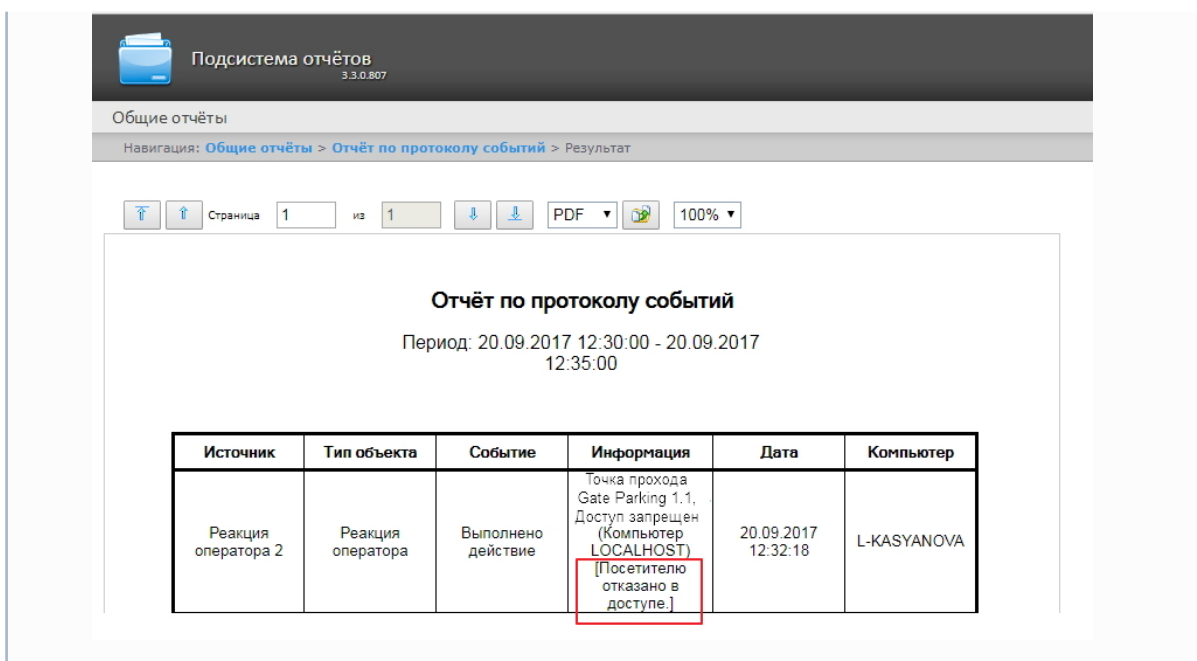 Подсистема отчётов
3.3.0.807
Общие отчёты
Навигация: Общие отчёты > Отчёт по протоколу событий > Результат
Страница 1 из 1 PDF 100%
Отчёт по протоколу событий
Период: 20.09.2017 12:30:00 - 20.09.2017
12:35:00
Источник Тип объекта Событие Информация Дата Компьютер
Реакция
оператора 2
Реакция
оператора
Выполнено
действие
Точка прохода
Gate Parking 1.1,
Доступ запрещен
(Компьютер
LOCALHOST)
[Посетителю
отказано в
доступе.]
20.09.2017
12:32:18
L-KASYANOVA